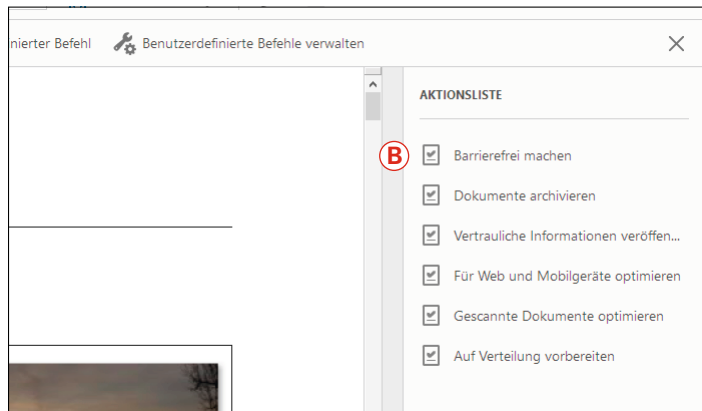 nierter Befehl Benutzerdefinierte Befehle verwalten
AKTIONSLISTE
B Barrierefrei machen
Dokumente archivieren
Vertrauliche Informationen veröffen...
Für Web und Mobilgeräte optimieren
Gescannte Dokumente optimieren
Auf Verteilung vorbereiten